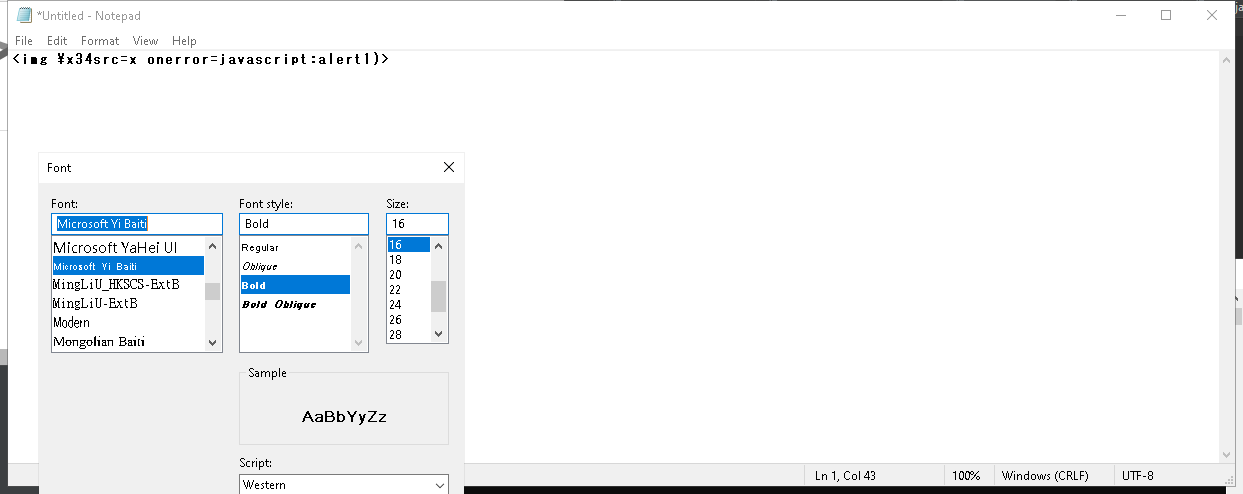 *Untitled - Notepad
File Edit Format View Help
<img ¥x34src=x onerror=javascript:alert1)>
Font
Font: Font style: Size:
Microsoft Yi Baiti Bold 16
Microsoft YaHei UI Regular 16
Microsoft Yi Baiti Oblique 18
MingLiU_HKSCS-ExtB Bold 20
MingLiU-ExtB Bold Oblique 22
Modern 24
Mongolian Baiti 26
28
Sample
AaBbYyZz
Script:
Western
Ln 1, Col 43 100% Windows (CRLF) UTF-8